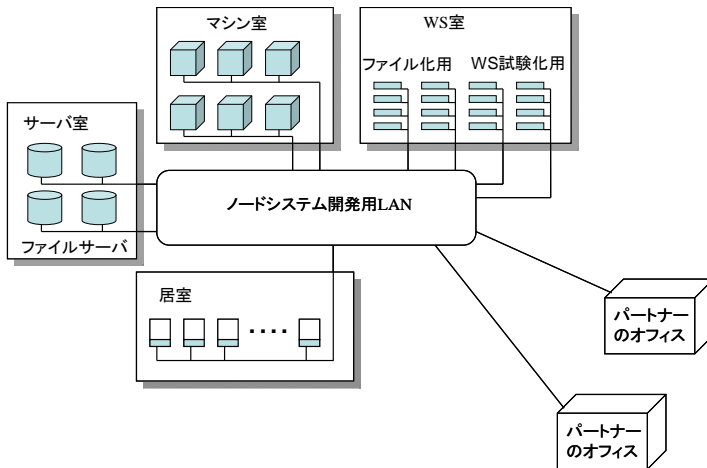 マシン室
WS室
ファイル化用
WS試験化用
サーバ室
ファイルサーバ
ノードシステム開発用LAN
居室
・・・・
パートナー
のオフィス
パートナー
のオフィス